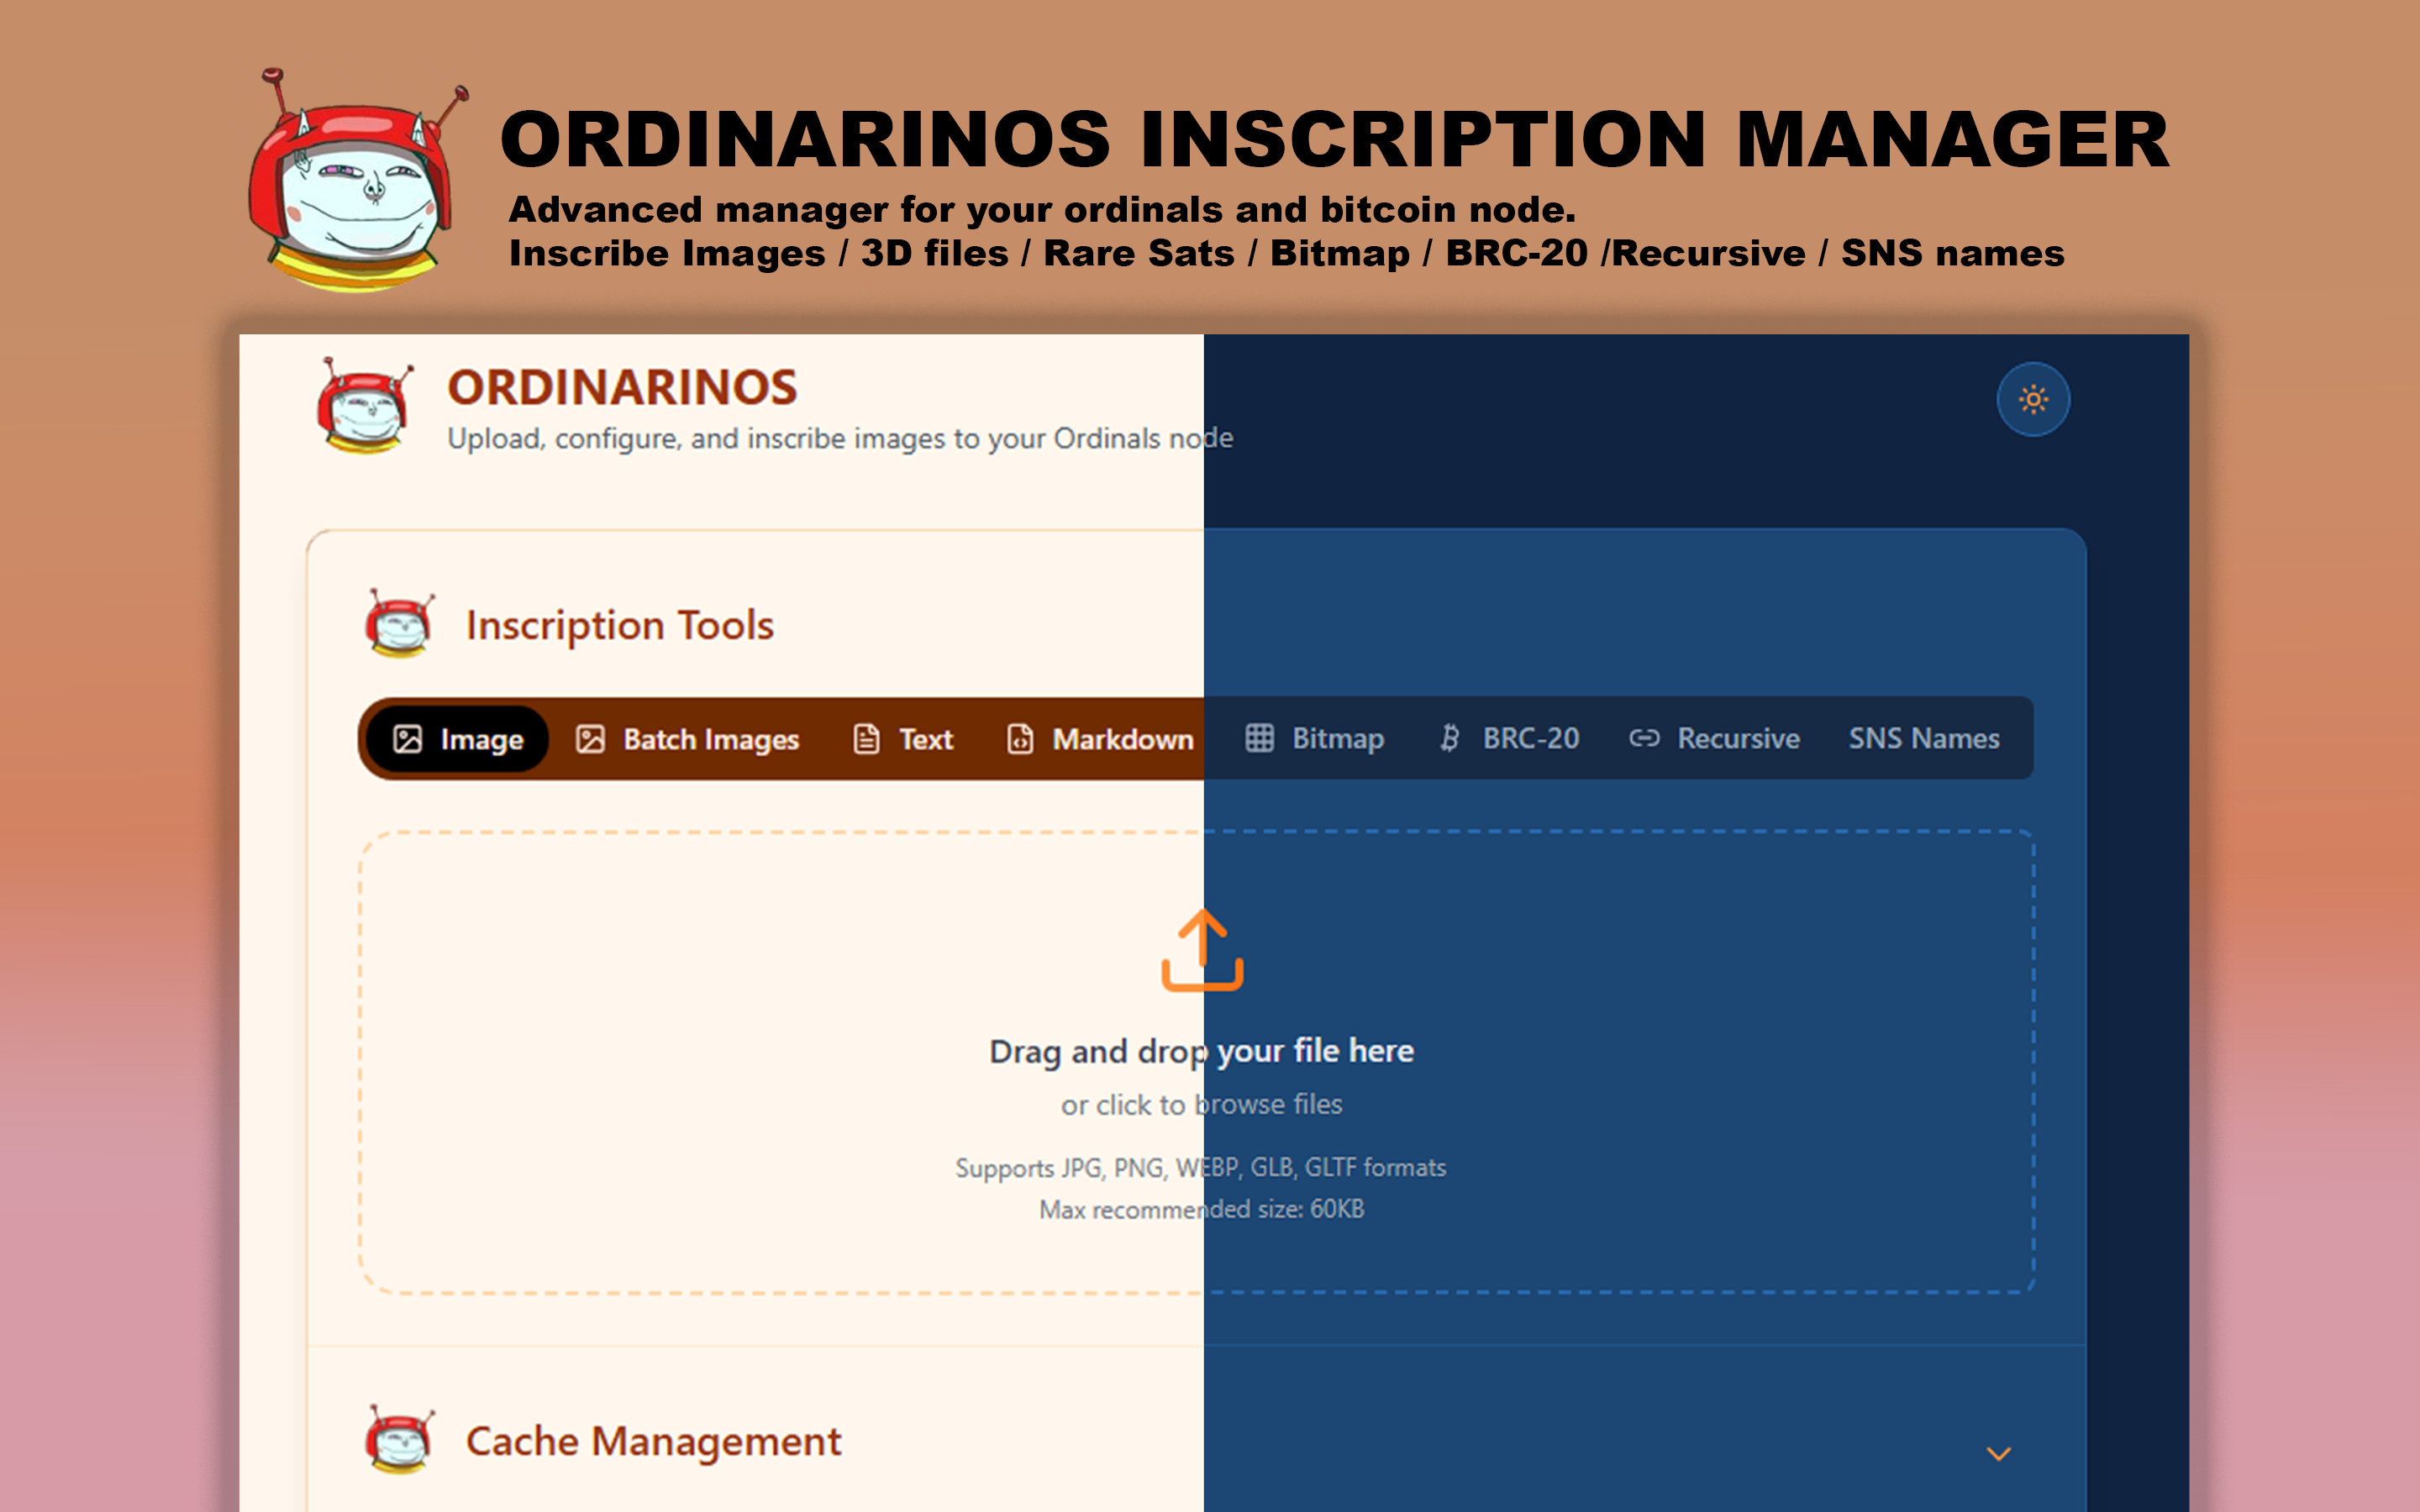 ORDINARINOS INSCRIPTION MANAGER
Advanced manager for your ordinals and bitcoin node.
Inscribe Images / 3D files / Rare Sats / Bitmap / BRC-20 /Recursive / SNS names
ORDINARINOS
Upload, configure, and inscribe images to your Ordinals node
Inscription Tools
Image Batch Images Text Markdown Bitmap BRC-20 Recursive SNS Names
Drag and drop your file here
or click to browse files
Supports JPG, PNG, WEBP, GLB, GLTF formats
Max recommended size: 60KB
Cache Management